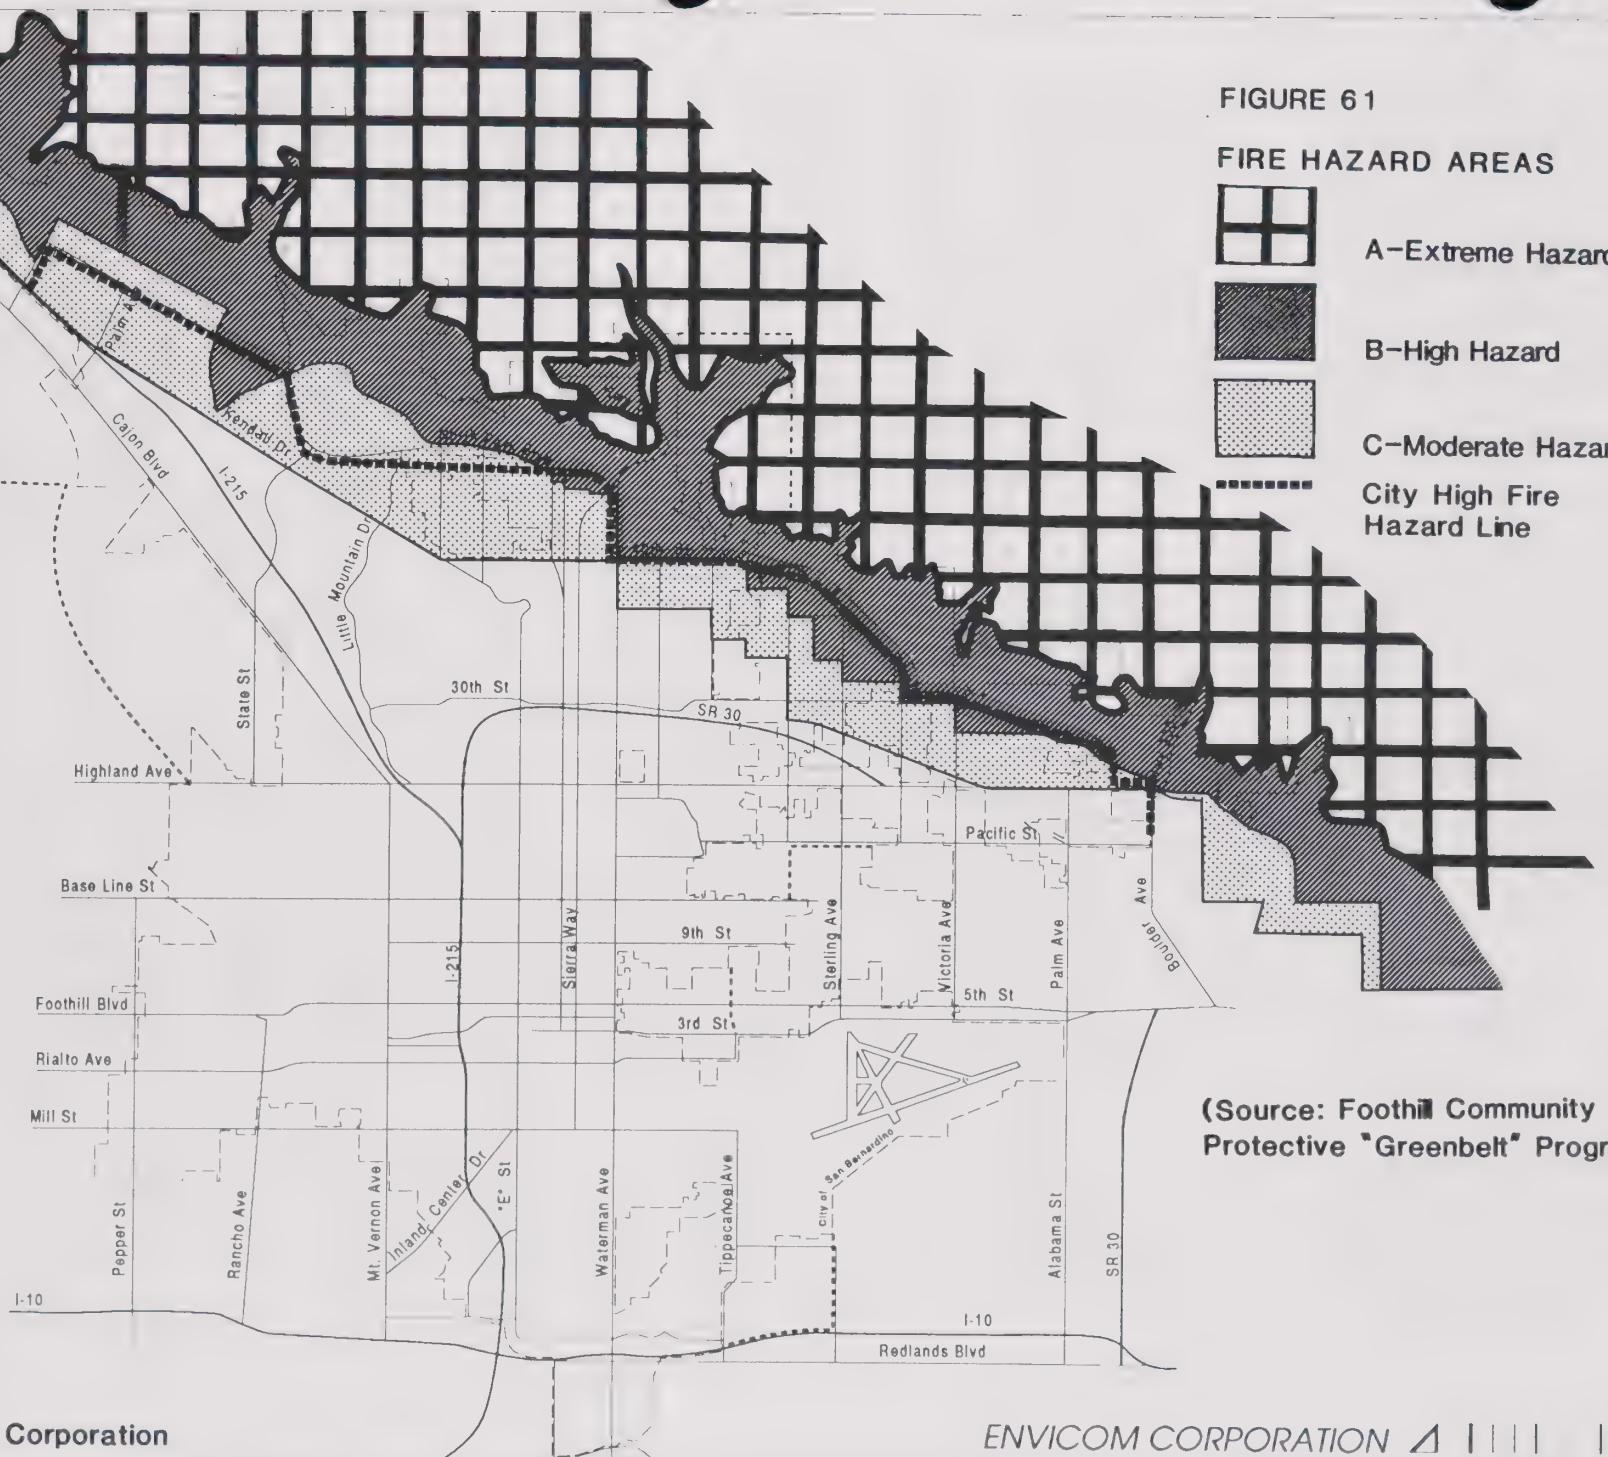 FIGURE 61
FIRE HAZARD AREAS
A-Extreme Hazard
B-High Hazard
C-Moderate Hazar
City High Fire
Hazard Line
Palm A
Kendall Dr
Cajon Blvd
I-215
Little Mountain Dr
State St
30th St
SR 30
Highland Ave
Pacific St
Base Line St
9th St
Sierra Way
I-215
Sterling Ave
Victoria Ave
Palm Ave
Boulder Ave
Foothill Blvd
5th St
3rd St
Rialto Ave
Mill St
Pepper St
Rancho Ave
Mt. Vernon Ave
Inland Center Dr
"E" St
Waterman Ave
Tippecanoe Ave
City of San Bernardino
Alabama St
SR 30
I-10
I-10
Redlands Blvd
(Source: Foothill Community
Protective "Greenbelt" Progr
Corporation
ENVICOM CORPORATION